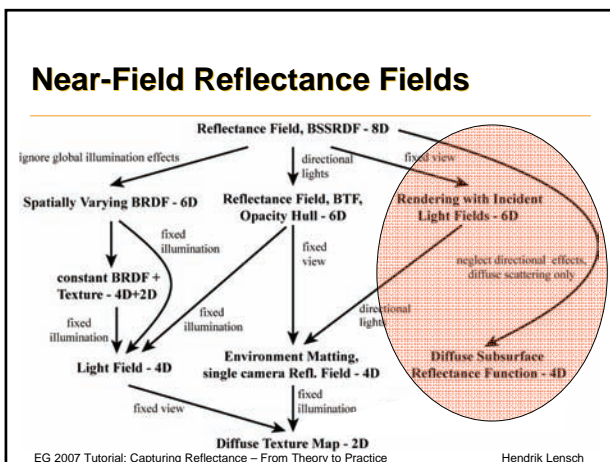 Near-Field Reflectance Fields
Reflectance Field, BSSRDF - 8D
ignore global illumination effects
directional
lights
fixed view
Spatially Varying BRDF - 6D
Reflectance Field, BTF,
Opacity Hull - 6D
Rendering with Incident
Light Fields - 6D
fixed
illumination
fixed
view
neglect directional effects,
diffuse scattering only
constant BRDF +
Texture - 4D+2D
fixed
illumination
fixed
illumination
directional
lights
Light Field - 4D
Environment Matting,
single camera Refl. Field - 4D
Diffuse Subsurface
Reflectance Function - 4D
fixed view
fixed
illumination
Diffuse Texture Map - 2D
EG 2007 Tutorial: Capturing Reflectance – From Theory to Practice
Hendrik Lensch